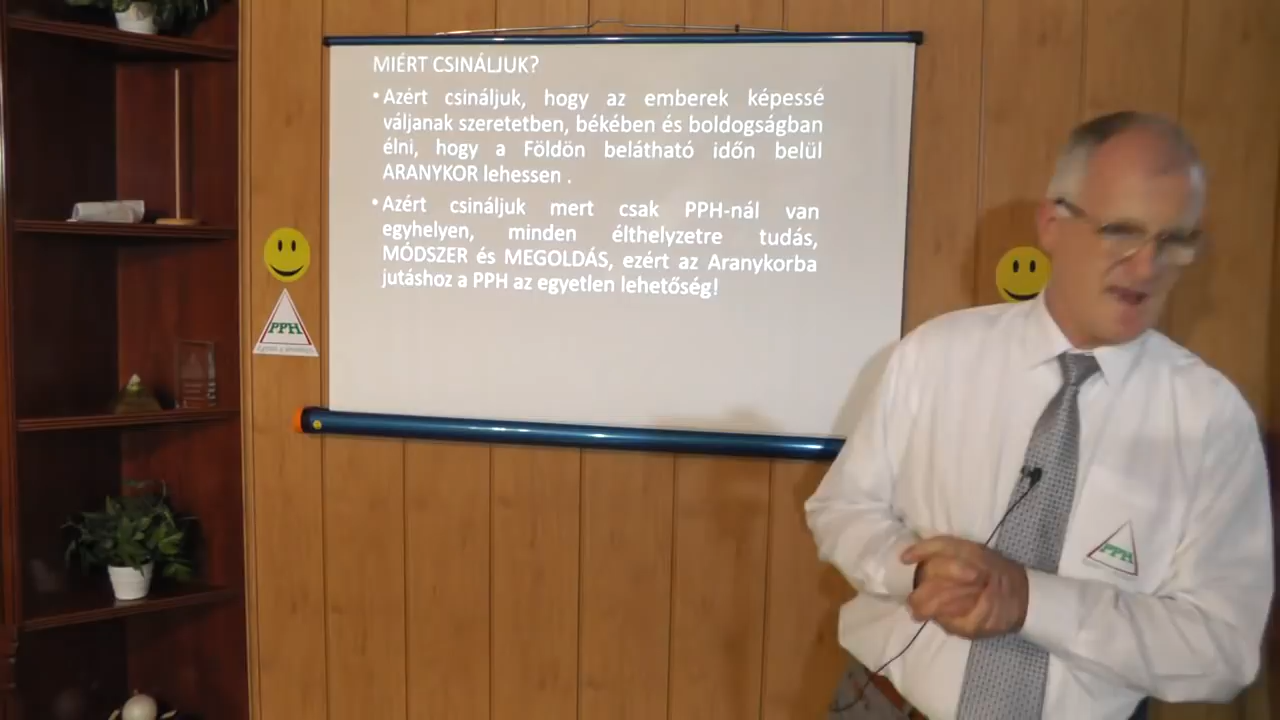 MIÉRT CSINÁLJUK?
• Azért csináljuk, hogy az emberek képessé
váljanak szeretetben, békében és boldogságban
élni, hogy a Földön belátható időn belül
ARANYKOR lehessen .
• Azért csináljuk mert csak PPH-nál van
egyhelyen, minden élthelyzetre tudás,
MÓDSZER és MEGOLDÁS, ezért az Aranykorba
jutáshoz a PPH az egyetlen lehetőség!
PPH
PPH